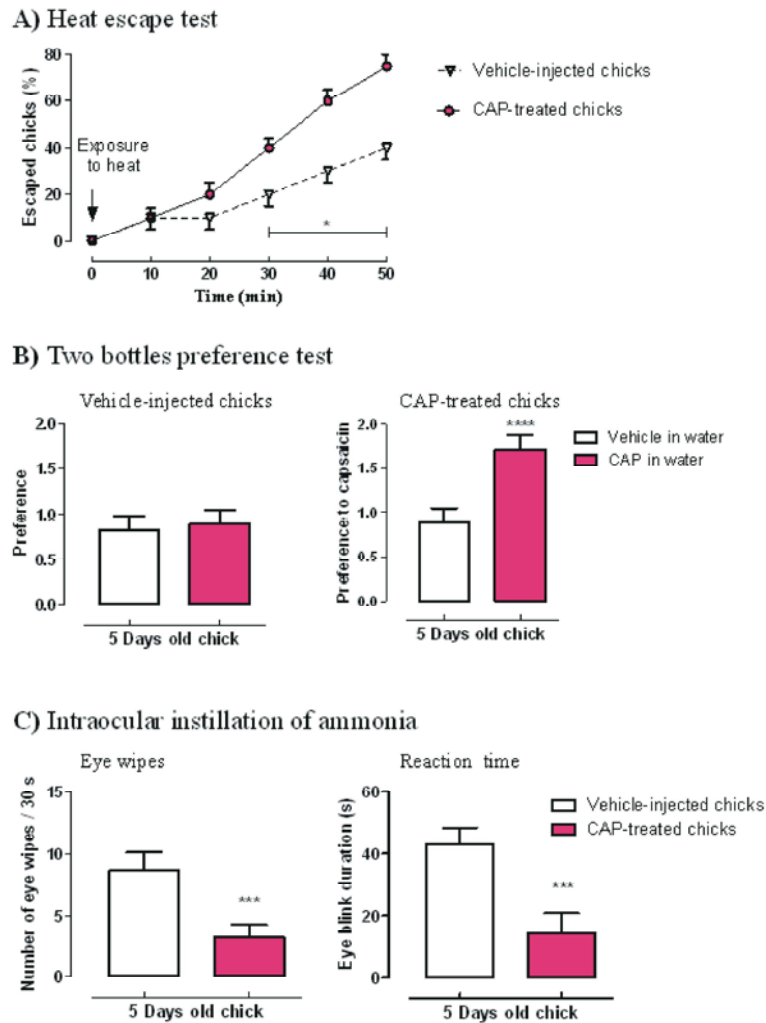 A) Heat escape test
80
60
40
20
0
Escaped chicks (%)
Exposure
to heat
*
0 10 20 30 40 50
Time (min)
Vehicle-injected chicks
CAP-treated chicks
B) Two bottles preference test
Vehicle-injected chicks
2.0
1.5
1.0
0.5
0.0
Preference
5 Days old chick
CAP-treated chicks
2.0
1.0
0.5
0.0
Preference to capsaicin
****
5 Days old chick
Vehicle in water
CAP in water
C) Intraocular instillation of ammonia
Eye wipes
15
10
5
0
Number of eye wipes / 30 s
***
5 Days old chick
Reaction time
60
40
20
0
Eye blink duration (s)
***
5 Days old chick
Vehicle-injected chicks
CAP-treated chicks